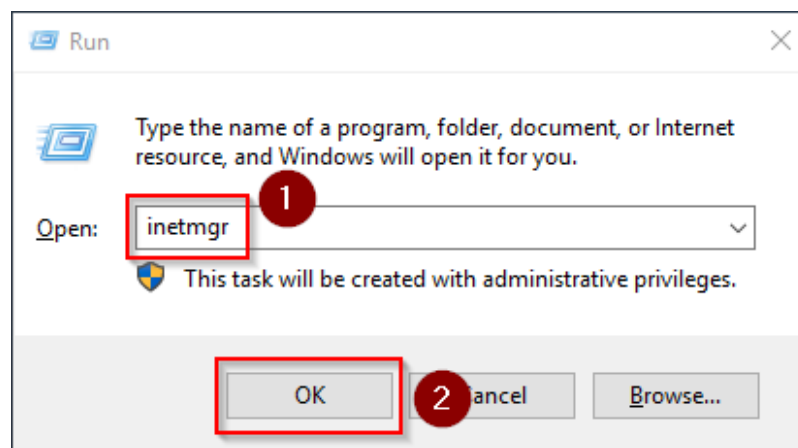 Run
Type the name of a program, folder, document, or Internet
resource, and Windows will open it for you.
1
Open: inetmgr
This task will be created with administrative privileges.
OK 2 ancel Browse...